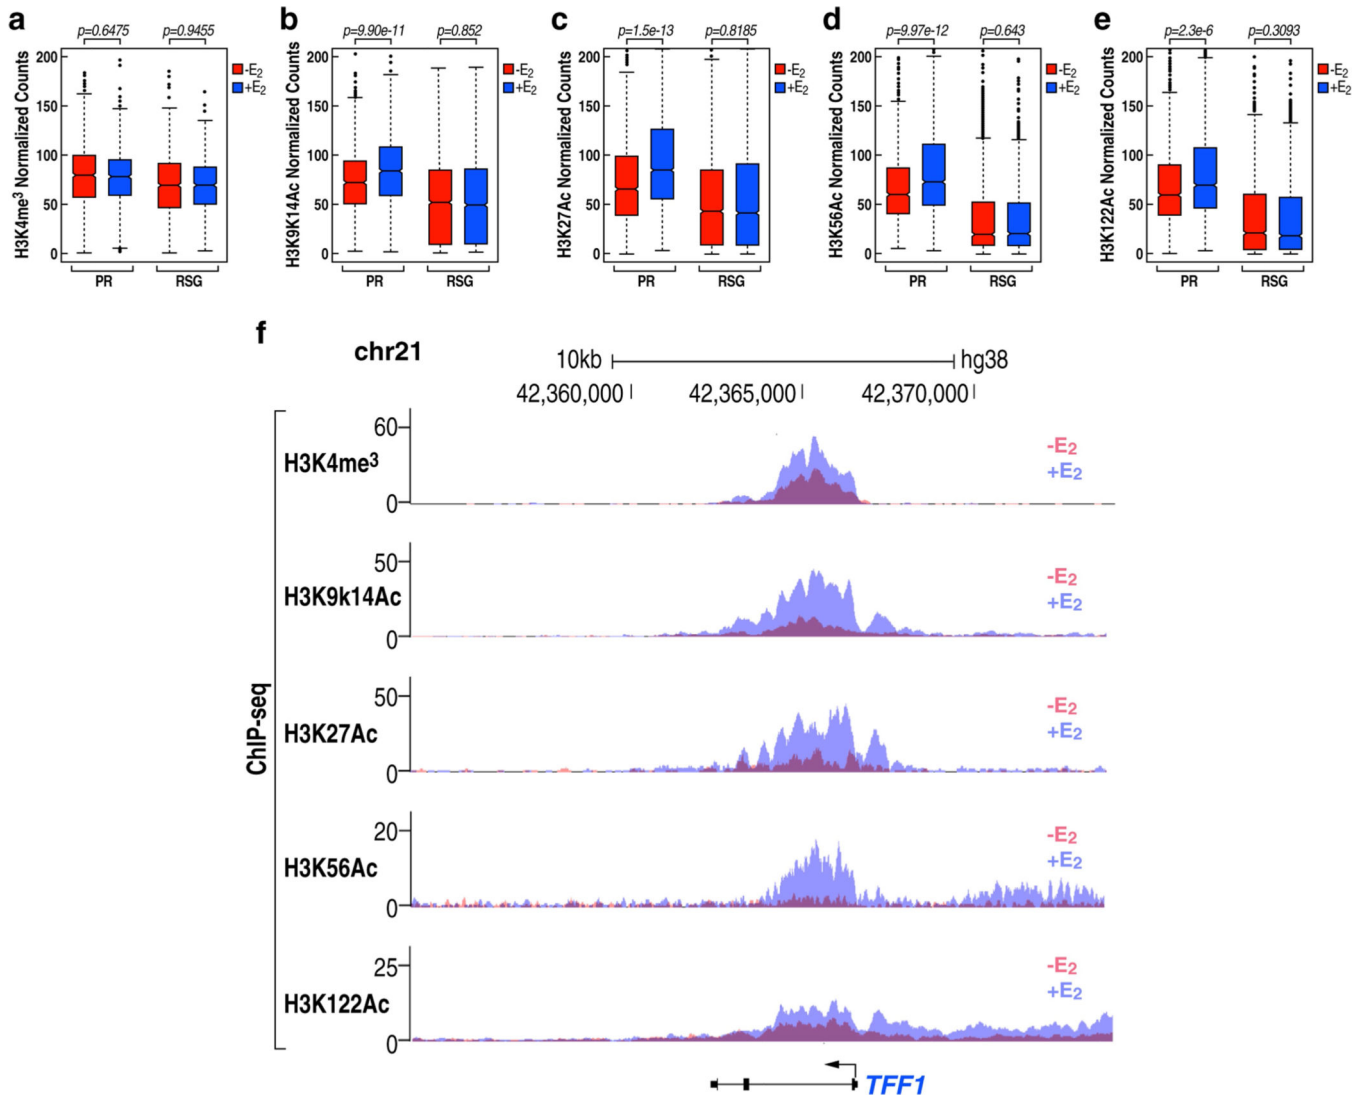 a
p=0.6475 p=0.9455
H3K4me3 Normalized Counts
200
150
100
50
0
-E2
+E2
PR RSG
b
p=9.90e-11 p=0.852
H3K9K14Ac Normalized Counts
200
150
100
50
0
-E2
+E2
PR RSG
c
p=1.5e-13 p=0.8185
H3K27Ac Normalized Counts
200
150
100
50
0
-E2
+E2
PR RSG
d
p=9.97e-12 p=0.643
H3K56Ac Normalized Counts
200
150
100
50
0
-E2
+E2
PR RSG
e
p=2.3e-6 p=0.3093
H3K122Ac Normalized Counts
200
150
100
50
0
-E2
+E2
PR RSG
f
chr21
10kb hg38
42,360,000 42,365,000 42,370,000
ChIP-seq
H3K4me3
60
0
-E2
+E2
H3K9k14Ac
50
0
-E2
+E2
H3K27Ac
50
0
-E2
+E2
H3K56Ac
20
0
-E2
+E2
H3K122Ac
25
0
-E2
+E2
TFF1